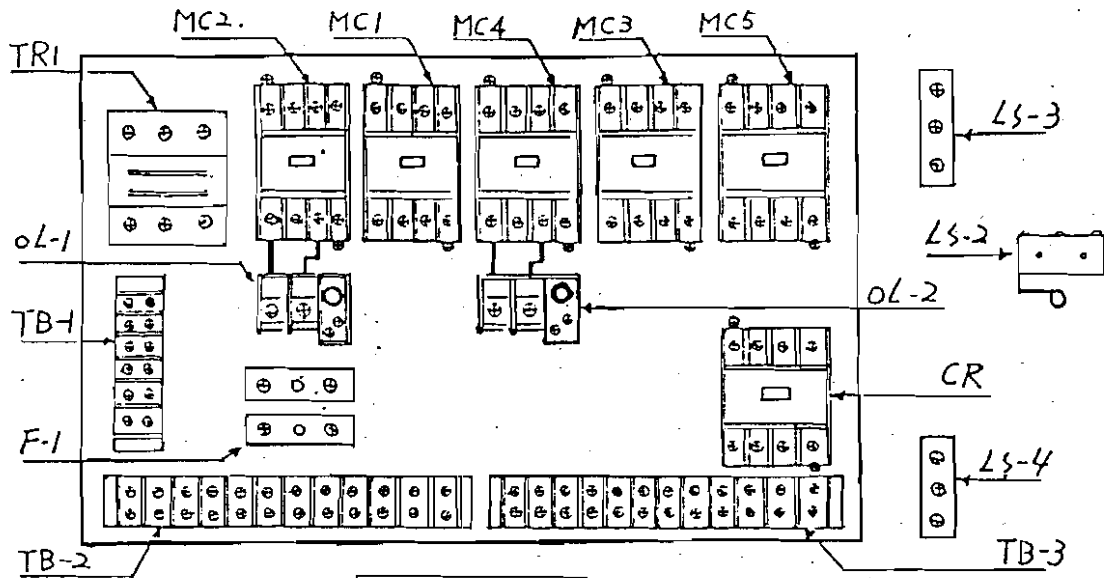 MC2.
MC1
MC4
MC3
MC5
TR1
LS-3
OL-1
LS-2
OL-2
TB-1
CR
F-1
LS-4
TB-2
TB-3